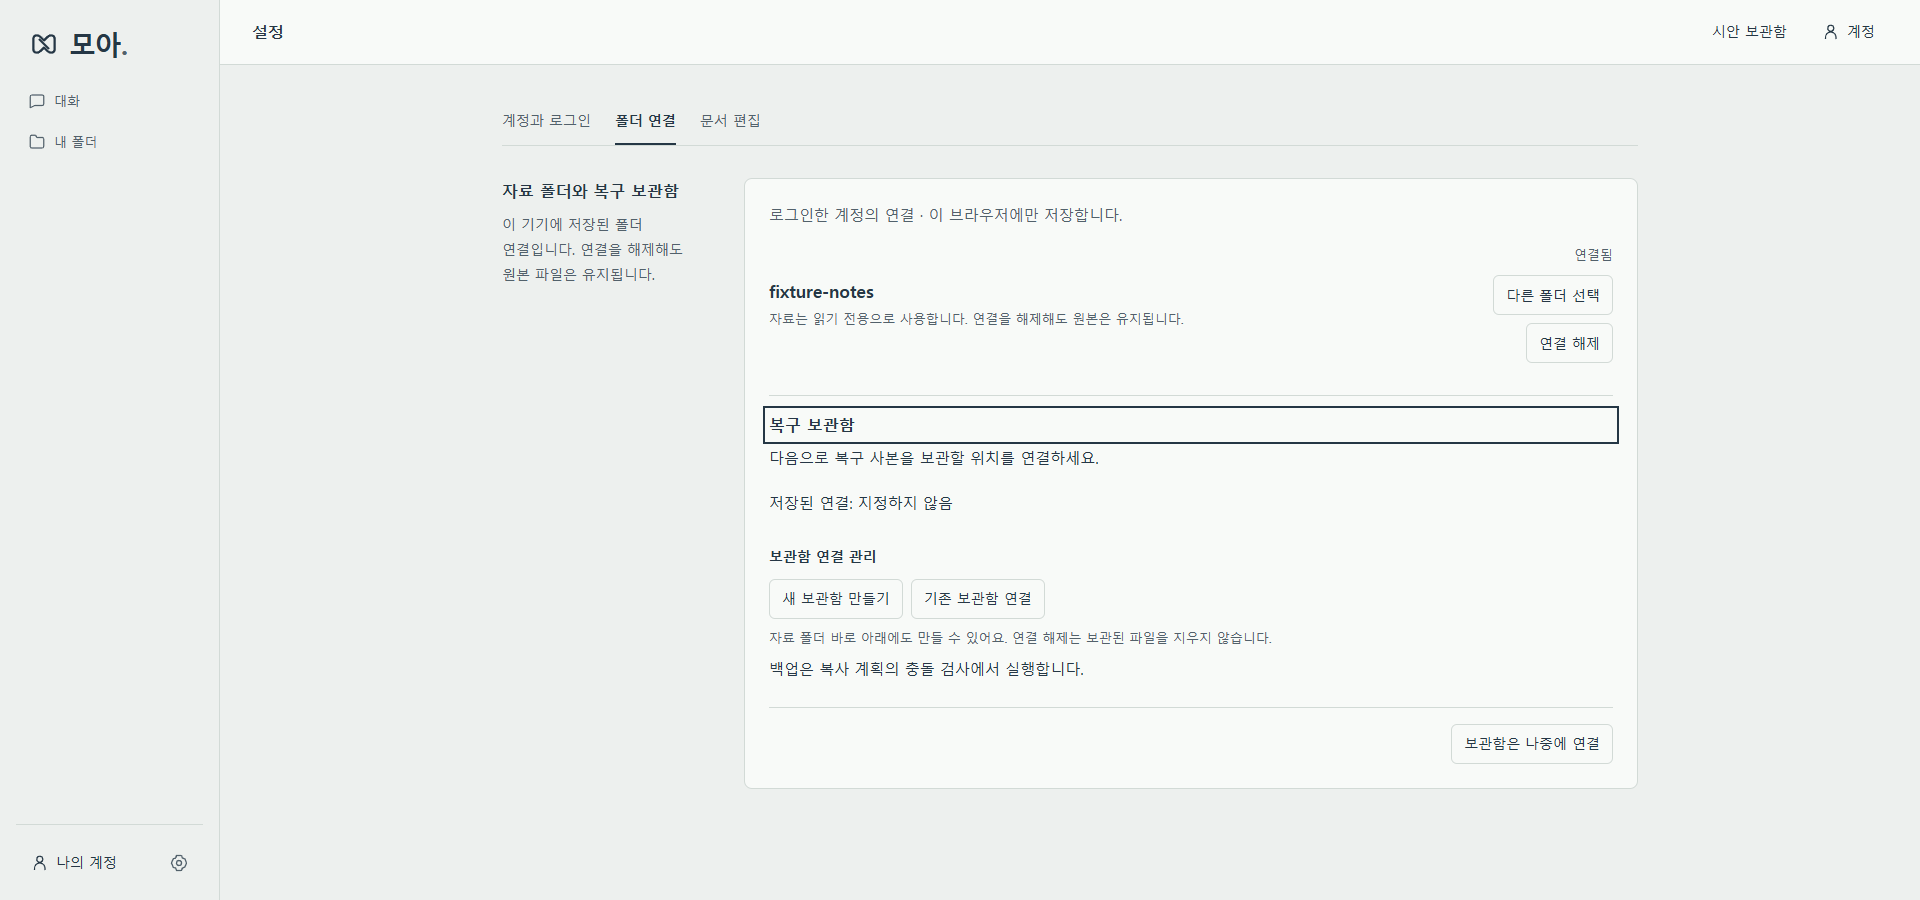 모아.
대화
내 폴더
나의 계정
설정
시안 보관함
계정
계정과 로그인
폴더 연결
문서 편집
자료 폴더와 복구 보관함
이 기기에 저장된 폴더
연결입니다. 연결을 해제해도
원본 파일은 유지됩니다.
로그인한 계정의 연결 · 이 브라우저에만 저장합니다.
연결됨
fixture-notes
자료는 읽기 전용으로 사용합니다. 연결을 해제해도 원본은 유지됩니다.
다른 폴더 선택
연결 해제
복구 보관함
다음으로 복구 사본을 보관할 위치를 연결하세요.
저장된 연결: 지정하지 않음
보관함 연결 관리
새 보관함 만들기
기존 보관함 연결
자료 폴더 바로 아래에도 만들 수 있어요. 연결 해제는 보관된 파일을 지우지 않습니다.
백업은 복사 계획의 충돌 검사에서 실행합니다.
보관함은 나중에 연결